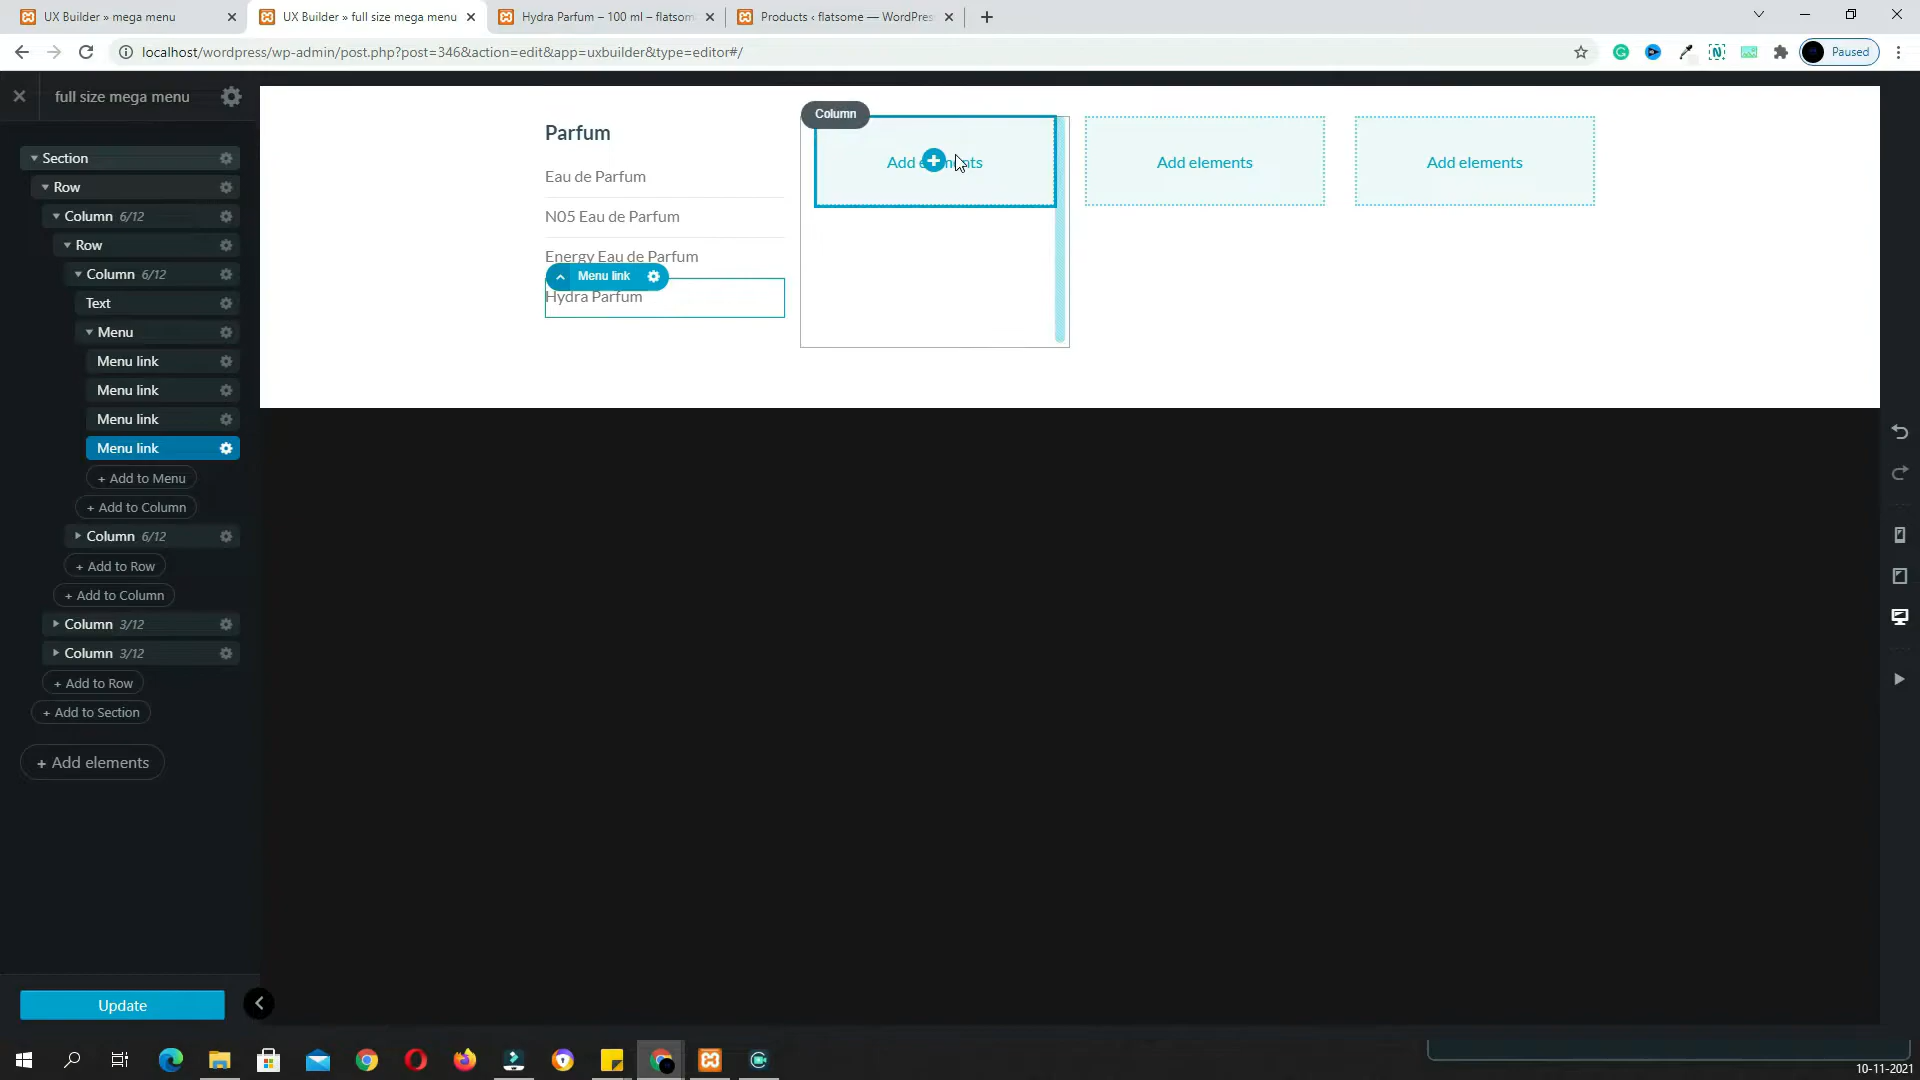 UX Builder » mega menu
UX Builder » full size mega menu
Hydra Parfum – 100 ml – flatsom
Products ‹ flatsome — WordPres
localhost/wordpress/wp-admin/post.php?post=346&action=edit&app=uxbuilder&type=editor#/
Paused
full size mega menu
Section
Row
Column 6/12
Row
Column 6/12
Text
Menu
Menu link
Menu link
Menu link
Menu link
+ Add to Menu
+ Add to Column
Column 6/12
+ Add to Row
+ Add to Column
Column 3/12
Column 3/12
+ Add to Row
+ Add to Section
+ Add elements
Update
Parfum
Eau de Parfum
N05 Eau de Parfum
Energy Eau de Parfum
Menu link
Hydra Parfum
Column
Add elements
Add elements
Add elements
10-11-2021